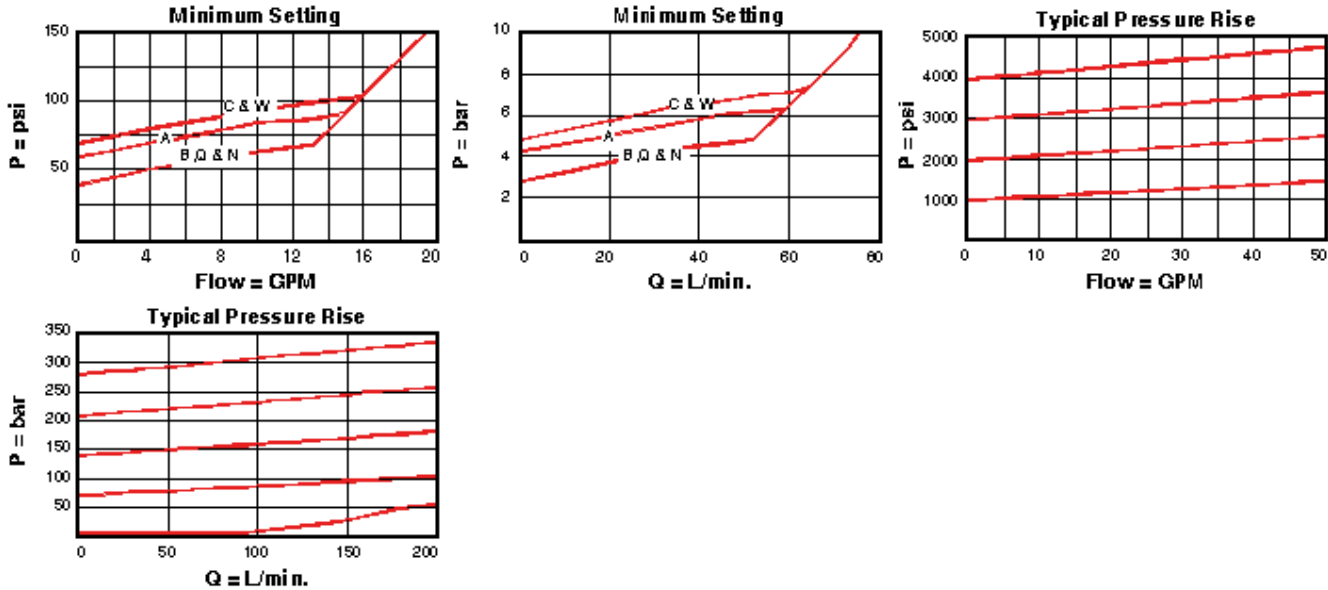 Minimum Setting
150
100
50
P = psi
C & W
A
B,Q & N
0 4 8 12 16 20
Flow = GPM
Minimum Setting
10
8
6
4
2
P = bar
C & W
A
B,Q & N
0 20 40 60 80
Q = L/min.
Typical Pressure Rise
5000
4000
3000
2000
1000
P = psi
0 10 20 30 40 50
Flow = GPM
Typical Pressure Rise
350
300
250
200
150
100
50
P = bar
0 50 100 150 200
Q = L/min.